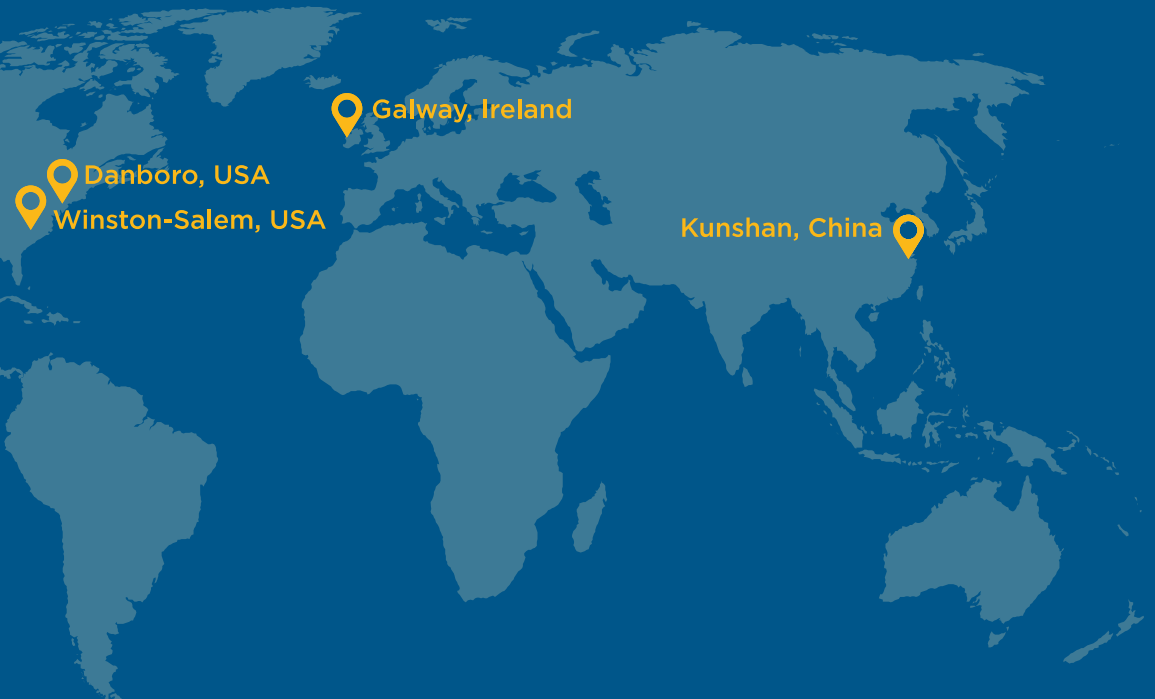 Galway, Ireland
Danboro, USA
Winston-Salem, USA
Kunshan, China